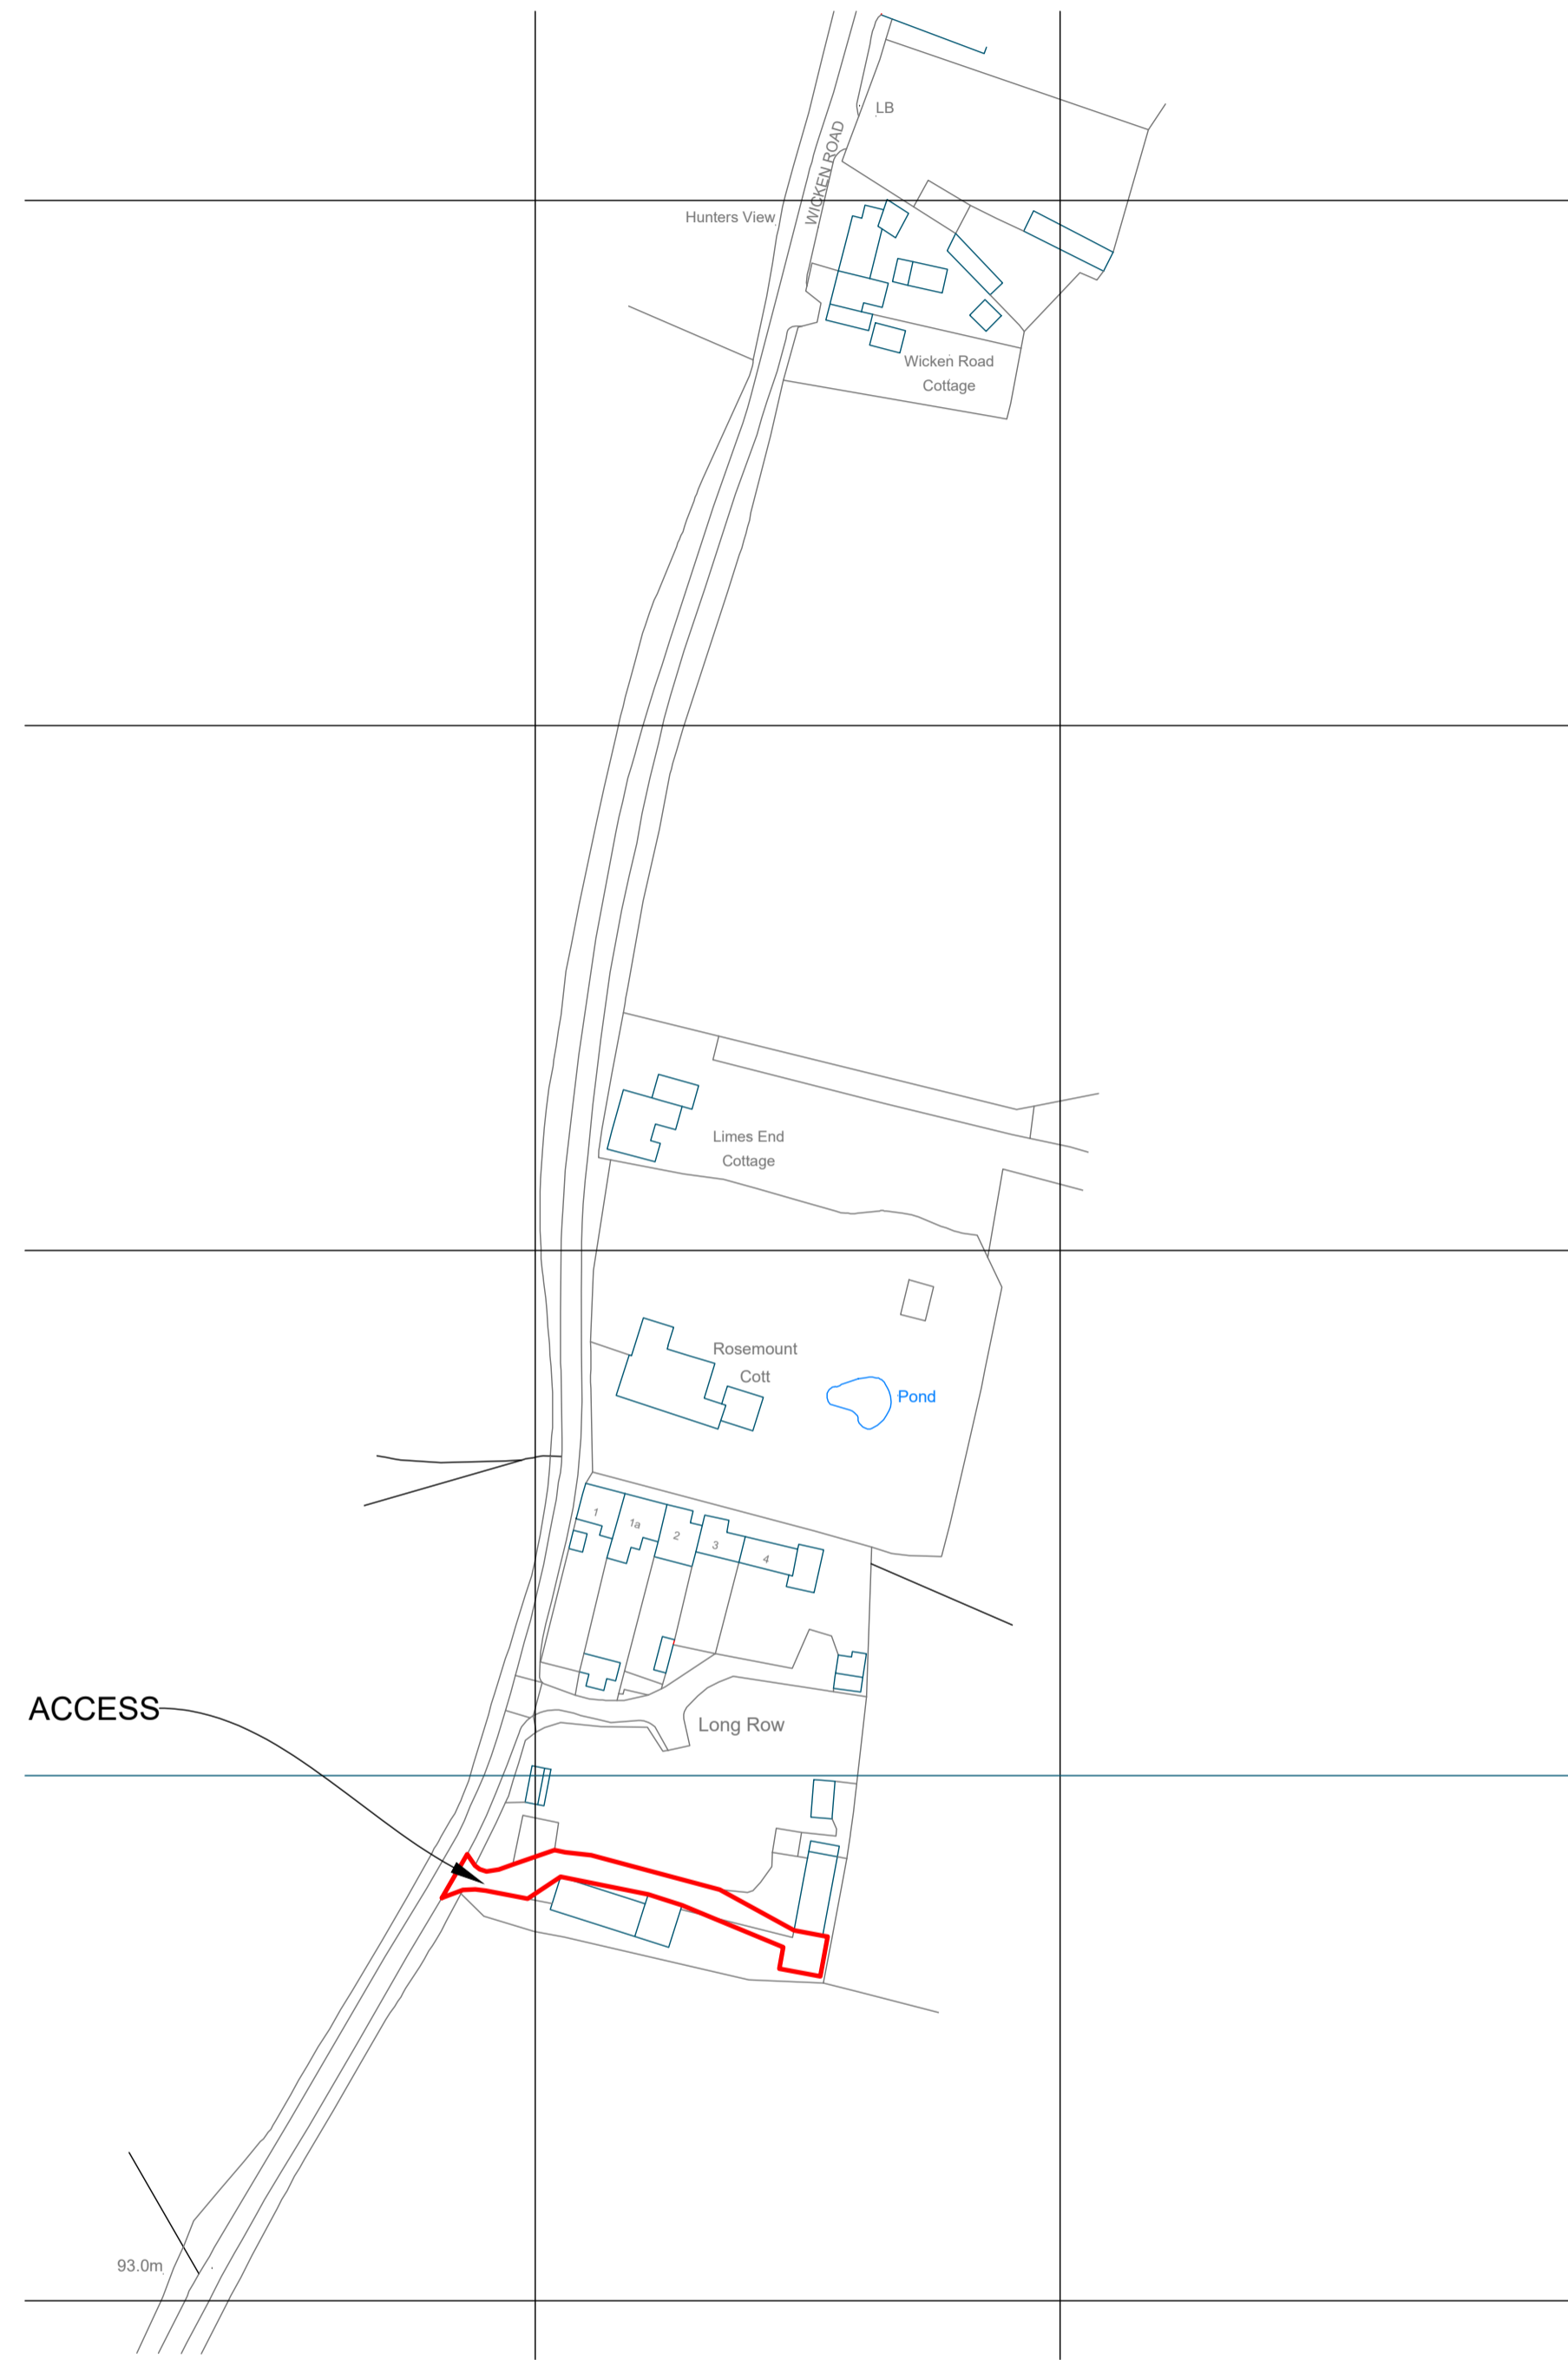 LB
WICKEN ROAD
Hunters View
Wicken Road
Cottage
Limes End
Cottage
Rosemount
Cott
Pond
1
1a
2
3
4
ACCESS
Long Row
93.0m